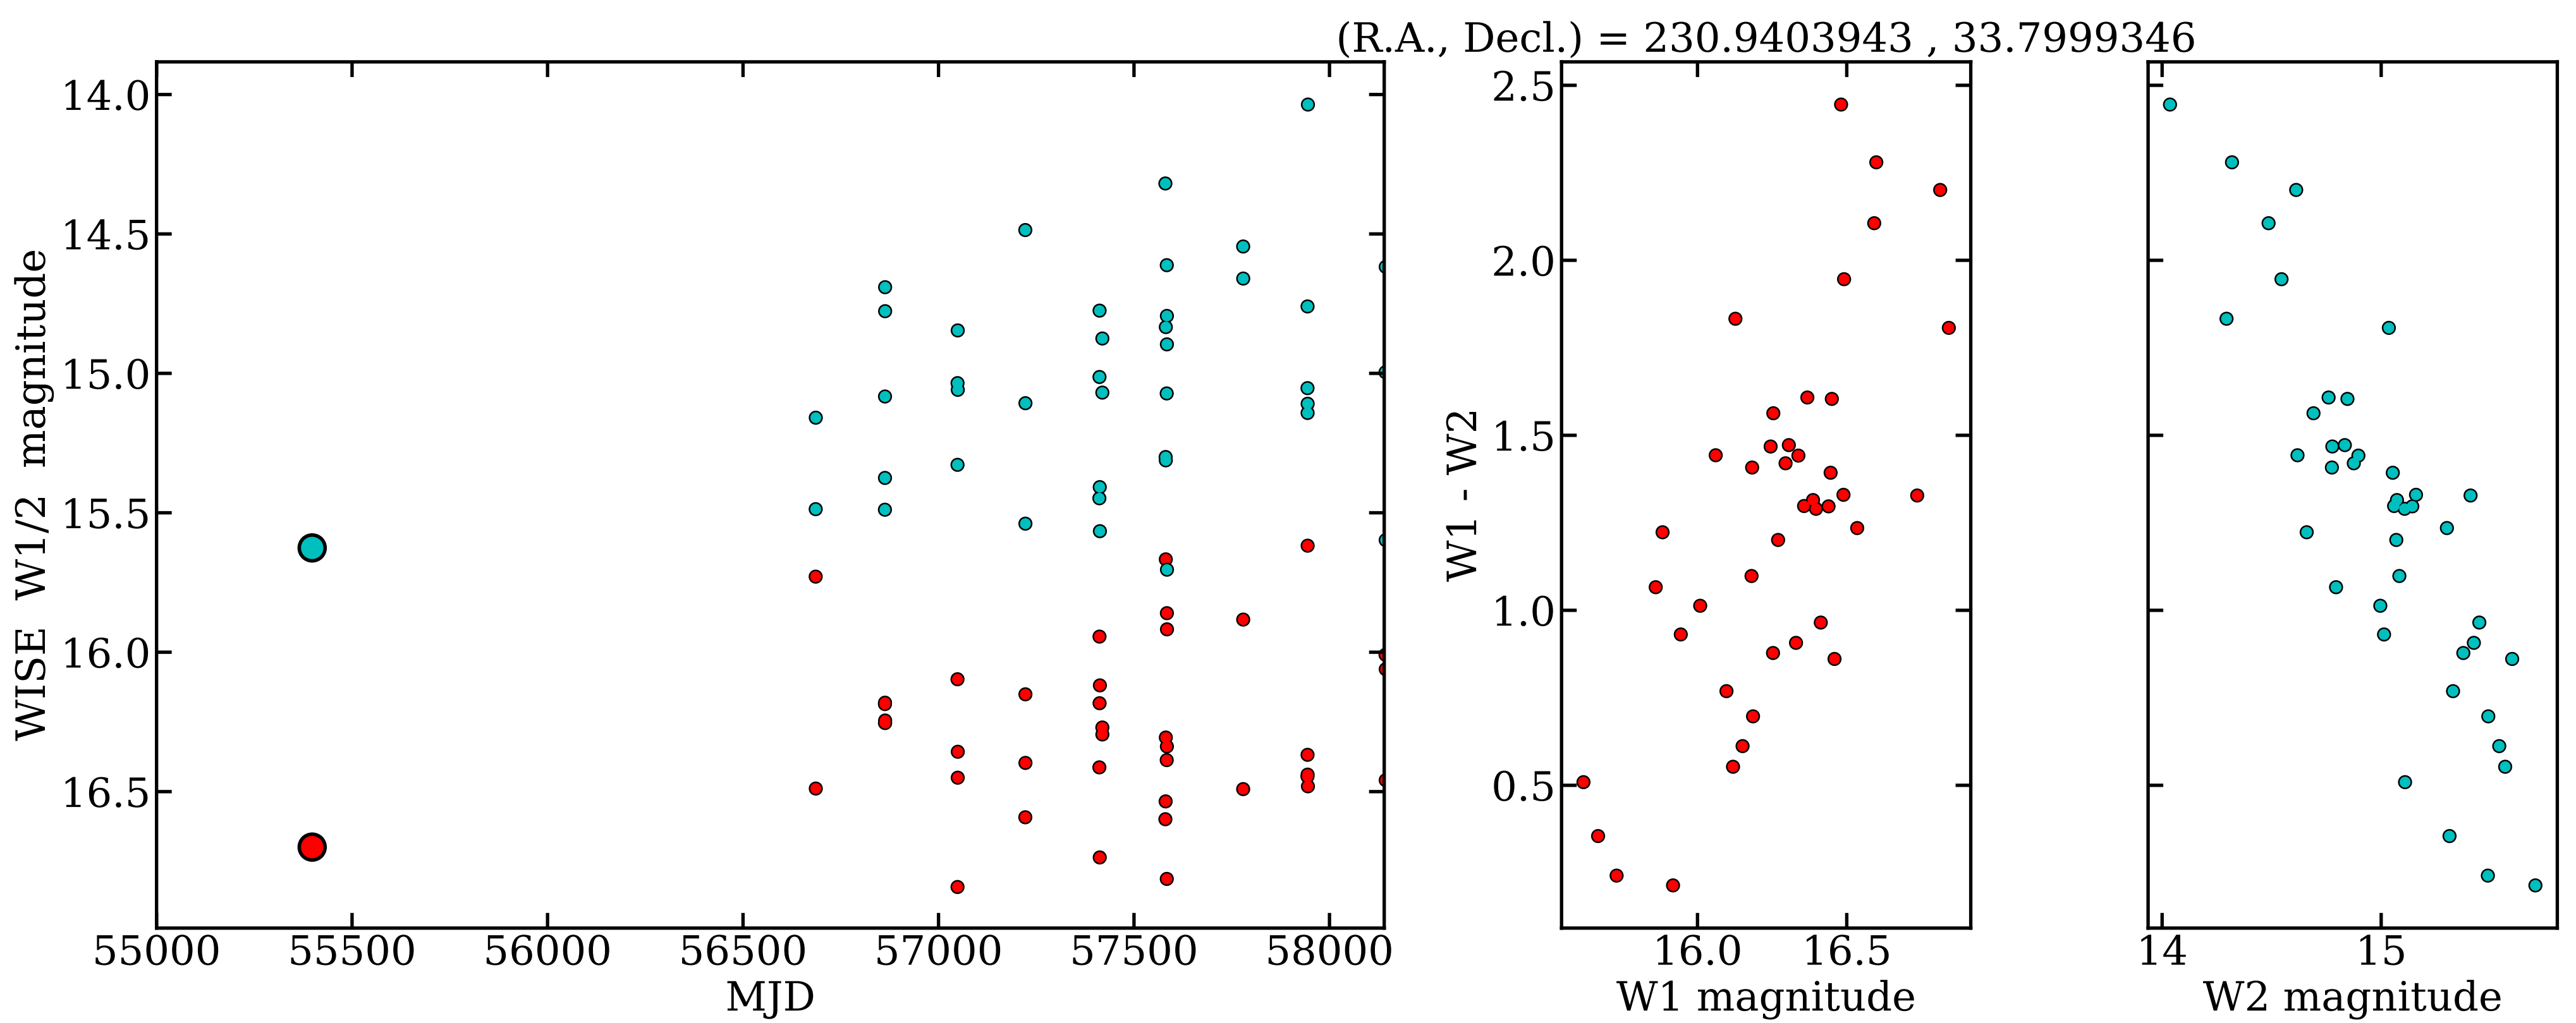 (R.A., Decl.) = 230.9403943 , 33.7999346
WISE W1/2 magnitude
14.0
14.5
15.0
15.5
16.0
16.5
55000 55500 56000 56500 57000 57500 58000
MJD
W1 - W2
2.5
2.0
1.5
1.0
0.5
16.0 16.5
W1 magnitude
14 15
W2 magnitude